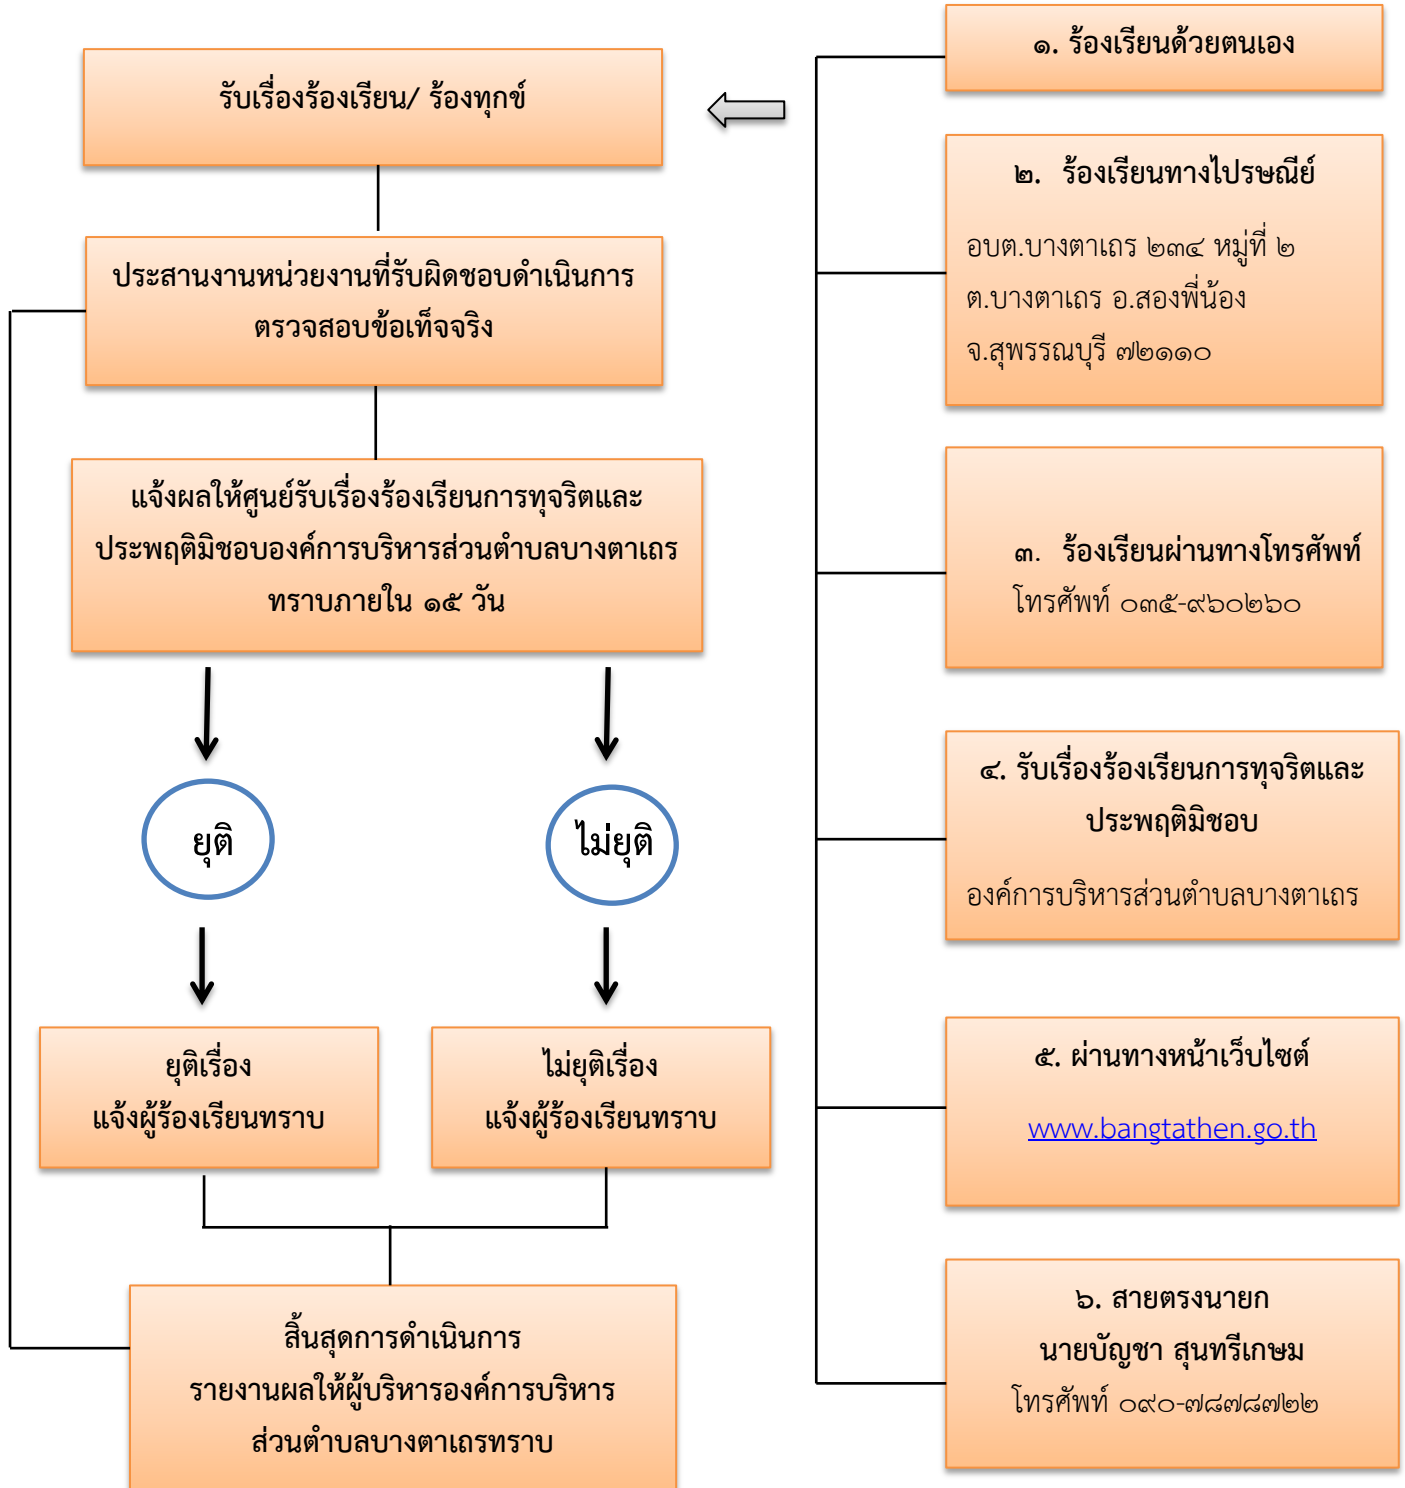 รับเรื่องร้องเรียน/ ร้องทุกข์
ประสานงานหน่วยงานที่รับผิดชอบดำเนินการ
ตรวจสอบข้อเท็จจริง
แจ้งผลให้ศูนย์รับเรื่องร้องเรียนการทุจริตและ
ประพฤติมิชอบองค์การบริหารส่วนตำบลบางตาเถร
ทราบภายใน ๑๕ วัน
ยุติ
ไม่ยุติ
ยุติเรื่อง
แจ้งผู้ร้องเรียนทราบ
ไม่ยุติเรื่อง
แจ้งผู้ร้องเรียนทราบ
สิ้นสุดการดำเนินการ
รายงานผลให้ผู้บริหารองค์การบริหาร
ส่วนตำบลบางตาเถรทราบ
๑. ร้องเรียนด้วยตนเอง
๒. ร้องเรียนทางไปรษณีย์
อบต.บางตาเถร ๒๓๔ หมู่ที่ ๒
ต.บางตาเถร อ.สองพี่น้อง
จ.สุพรรณบุรี ๗๒๑๑๐
๓. ร้องเรียนผ่านทางโทรศัพท์
โทรศัพท์ ๐๓๕-๙๖๐๒๖๐
๔. รับเรื่องร้องเรียนการทุจริตและ
ประพฤติมิชอบ
องค์การบริหารส่วนตำบลบางตาเถร
๕. ผ่านทางหน้าเว็บไซต์
www.bangtathen.go.th
๖. สายตรงนายก
นายบัญชา สุนทรีเกษม
โทรศัพท์ ๐๙๐-๗๘๗๘๗๒๒